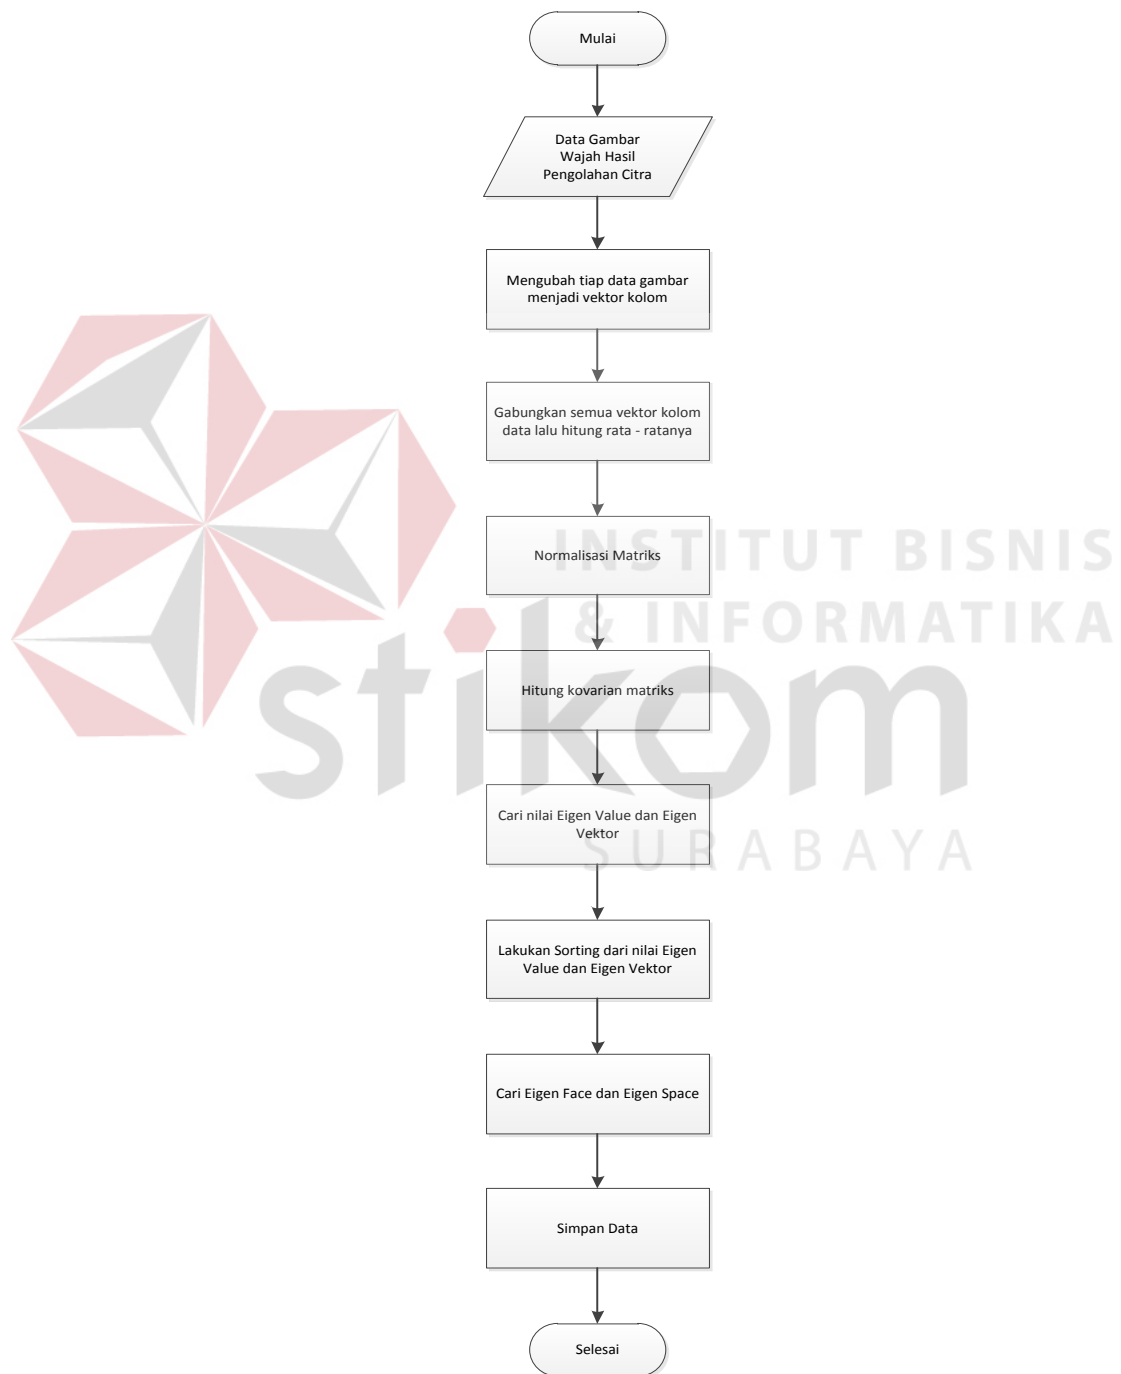 Mulai
Data Gambar
Wajah Hasil
Pengolahan Citra
Mengubah tiap data gambar
menjadi vektor kolom
Gabungkan semua vektor kolom
data lalu hitung rata - ratanya
Normalisasi Matriks
INSTITUT BISNIS
& INFORMATIKA
stikom
SURABAYA
Hitung kovarian matriks
Cari nilai Eigen Value dan Eigen
Vektor
Lakukan Sorting dari nilai Eigen
Value dan Eigen Vektor
Cari Eigen Face dan Eigen Space
Simpan Data
Selesai